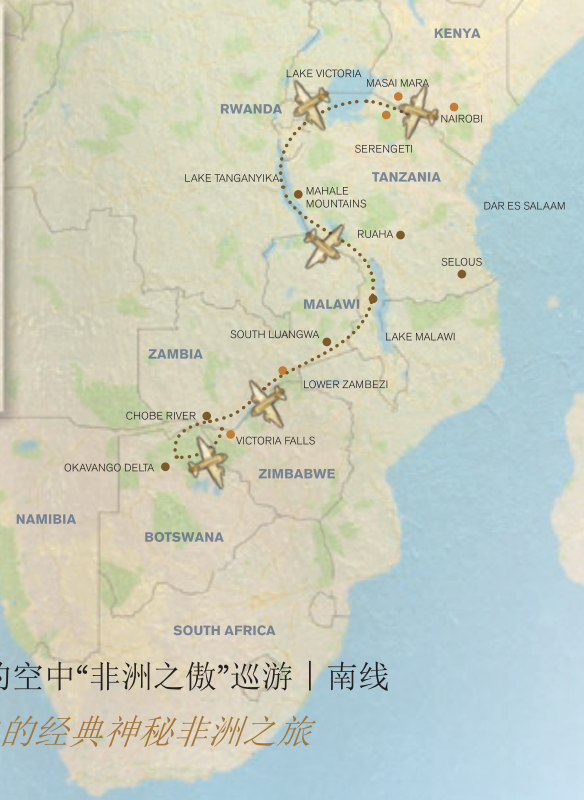 KENYA
LAKE VICTORIA
MASAI MARA
RWANDA
NAIROBI
SERENGETI
LAKE TANGANYIKA
TANZANIA
MAHALE
MOUNTAINS
DAR ES SALAAM
RUAHA
SELOUS
MALAWI
SOUTH LUANGWA
LAKE MALAWI
ZAMBIA
LOWER ZAMBEZI
CHOBE RIVER
VICTORIA FALLS
OKAVANGO DELTA
ZIMBABWE
NAMIBIA
BOTSWANA
SOUTH AFRICA
的空中“非洲之傲”巡游｜南线
的经典神秘非洲之旅